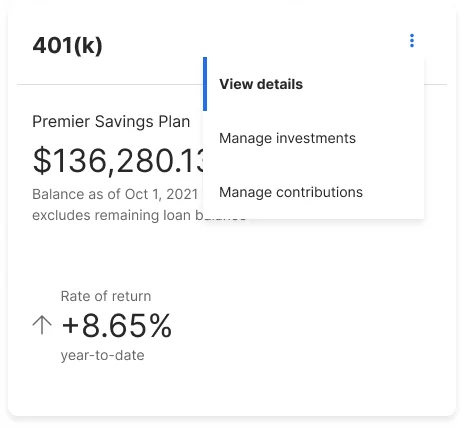 401(k)
View details
Premier Savings Plan
Manage investments
$136,280.13
Balance as of Oct 1, 2021
Manage contributions
excludes remaining loan balance
Rate of return
+8.65%
year-to-date